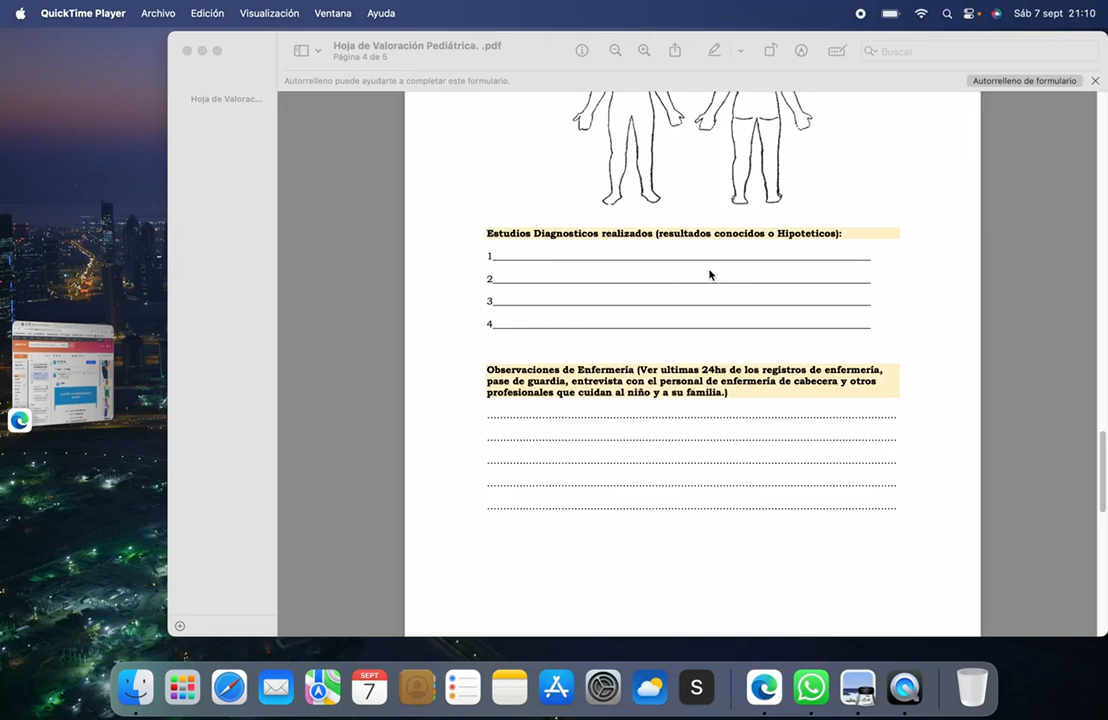 QuickTime Player Archivo Edición Visualización Ventana Ayuda Sáb 7 sept 21:10
Hoja de Valoración Pediátrica. .pdf
Página 4 de 5
Buscar
Autorrelleno puede ayudarte a completar este formulario. Autorrelleno de formulario
Hoja de Valorac...
Estudios Diagnosticos realizados (resultados conocidos o Hipoteticos):
1
2
3
4
Observaciones de Enfermería (Ver ultimas 24hs de los registros de enfermería,
pase de guardia, entrevista con el personal de enfermería de cabecera y otros
profesionales que cuidan al niño y a su familia.)
SEPT
7
S